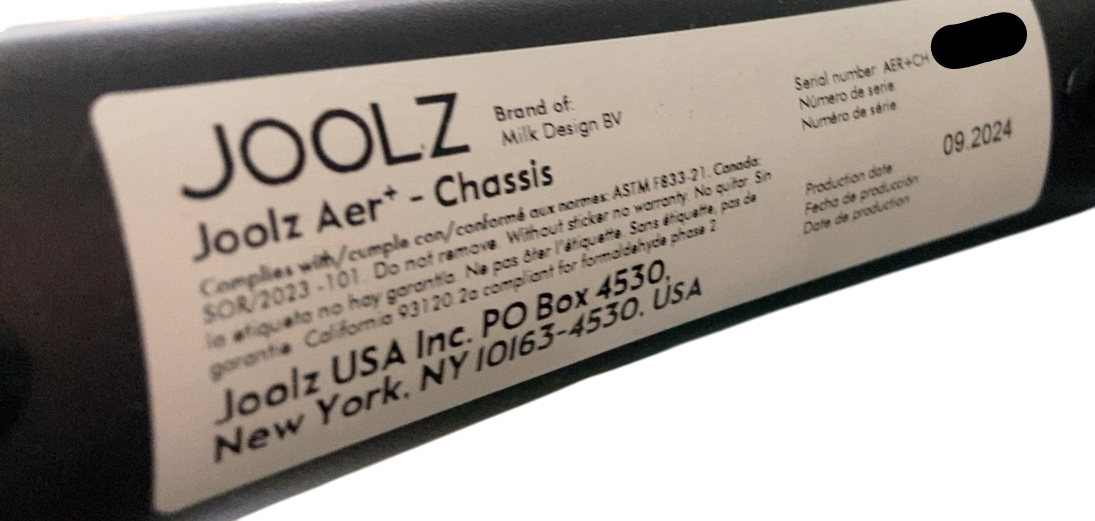 JOOLZ
Brand of:
Milk Design BV
Joolz Aer+ - Chassis
Complies with/cumple con/conformé aux normes: ASTM F833-21. Canada:
SOR/2023 -101. Do not remove. Without sticker no warranty. No quitar. Sin
la etiqueta no hay garantía. Ne pas ôter l'étiquette. Sans étiquette, pas de
garantie. California 93120.2a compliant for formaldehyde phase 2
Joolz USA Inc. PO Box 4530,
New York, NY 10163-4530, USA
Serial number AER+CH
Número de serie
Numéro de série
09.2024
Production date
Fecha de producción
Date de production